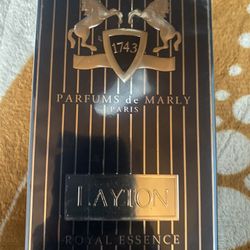 1743
PARFUMS de MARLY
PARIS
LAYTON
ROYAL ESSENCE